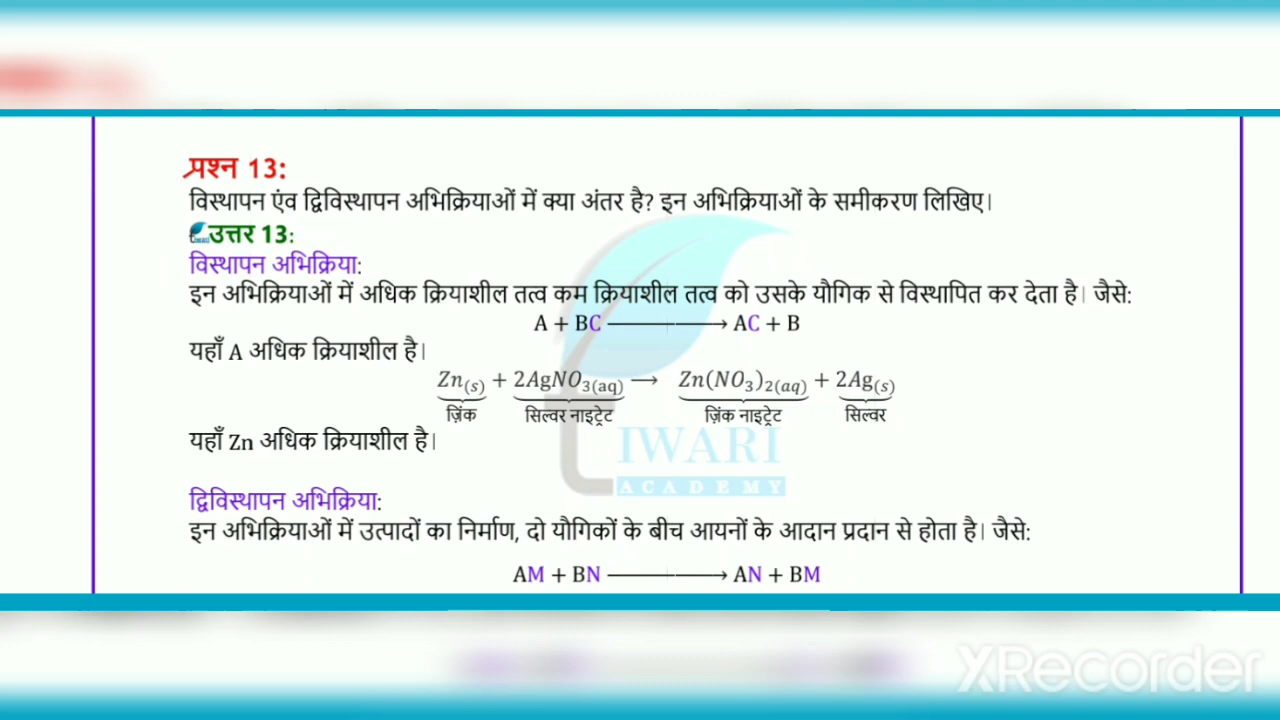 प्रश्न 13:
विस्थापन एंव द्विविस्थापन अभिक्रियाओं में क्या अंतर है? इन अभिक्रियाओं के समीकरण लिखिए।
उत्तर 13:
विस्थापन अभिक्रिया:
इन अभिक्रियाओं में अधिक क्रियाशील तत्व कम क्रियाशील तत्व को उसके यौगिक से विस्थापित कर देता है। जैसे:
A + BC ⟶ AC + B
यहाँ A अधिक क्रियाशील है।
Zn(s) + 2AgNO3(aq) ⟶ Zn(NO3)2(aq) + 2Ag(s)
ज़िंक सिल्वर नाइट्रेट ज़िंक नाइट्रेट सिल्वर
यहाँ Zn अधिक क्रियाशील है।
tIWARI
ACADEMY
द्विविस्थापन अभिक्रिया:
इन अभिक्रियाओं में उत्पादों का निर्माण, दो यौगिकों के बीच आयनों के आदान प्रदान से होता है। जैसे:
AM + BN ⟶ AN + BM
XRecorder